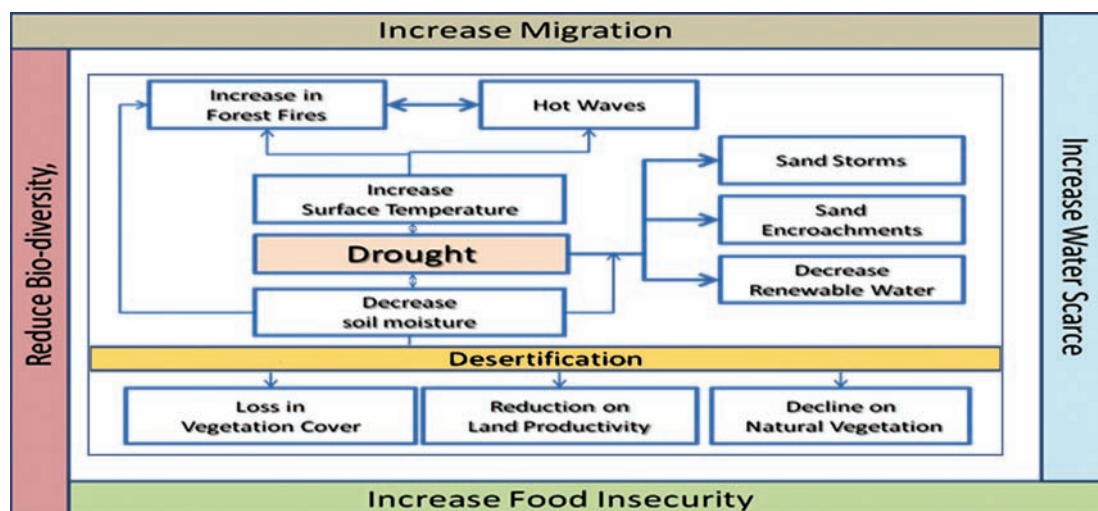 Increase Migration
Reduce Bio-diversity,
Increase Water Scarce
Increase in
Forest Fires
Hot Waves
Increase
Surface Temperature
Sand Storms
Drought
Sand
Encroachments
Decrease
soil moisture
Decrease
Renewable Water
Desertification
Loss in
Vegetation Cover
Reduction on
Land Productivity
Decline on
Natural Vegetation
Increase Food Insecurity